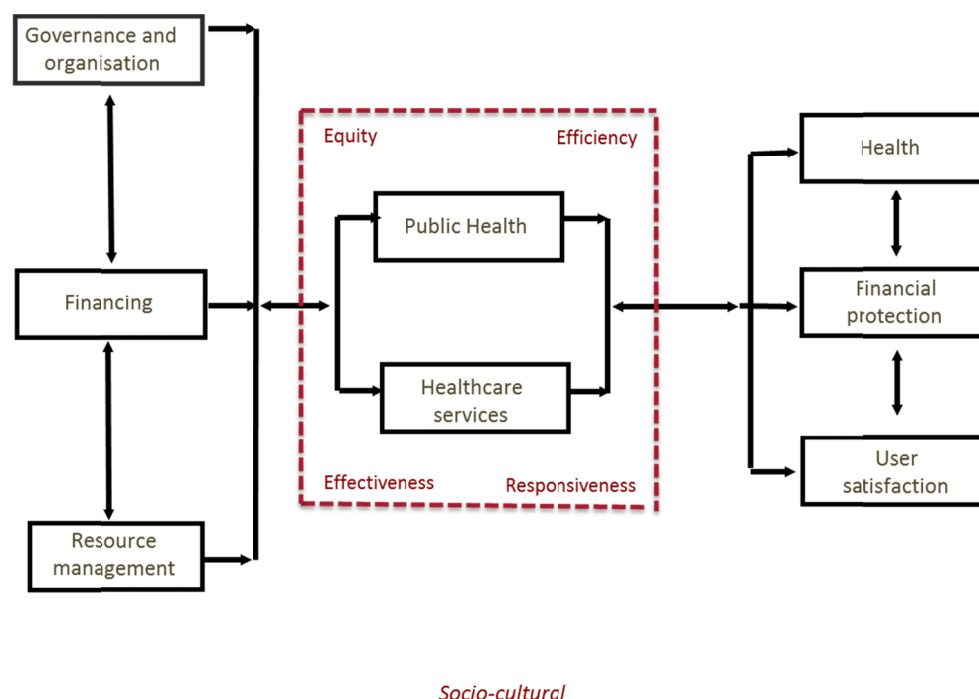 Governance and
organisation
Equity
Efficiency
Health
Public Health
Financing
Financial
protection
Healthcare
services
Effectiveness
Responsiveness
User
satisfaction
Resource
management
Socio-cultural